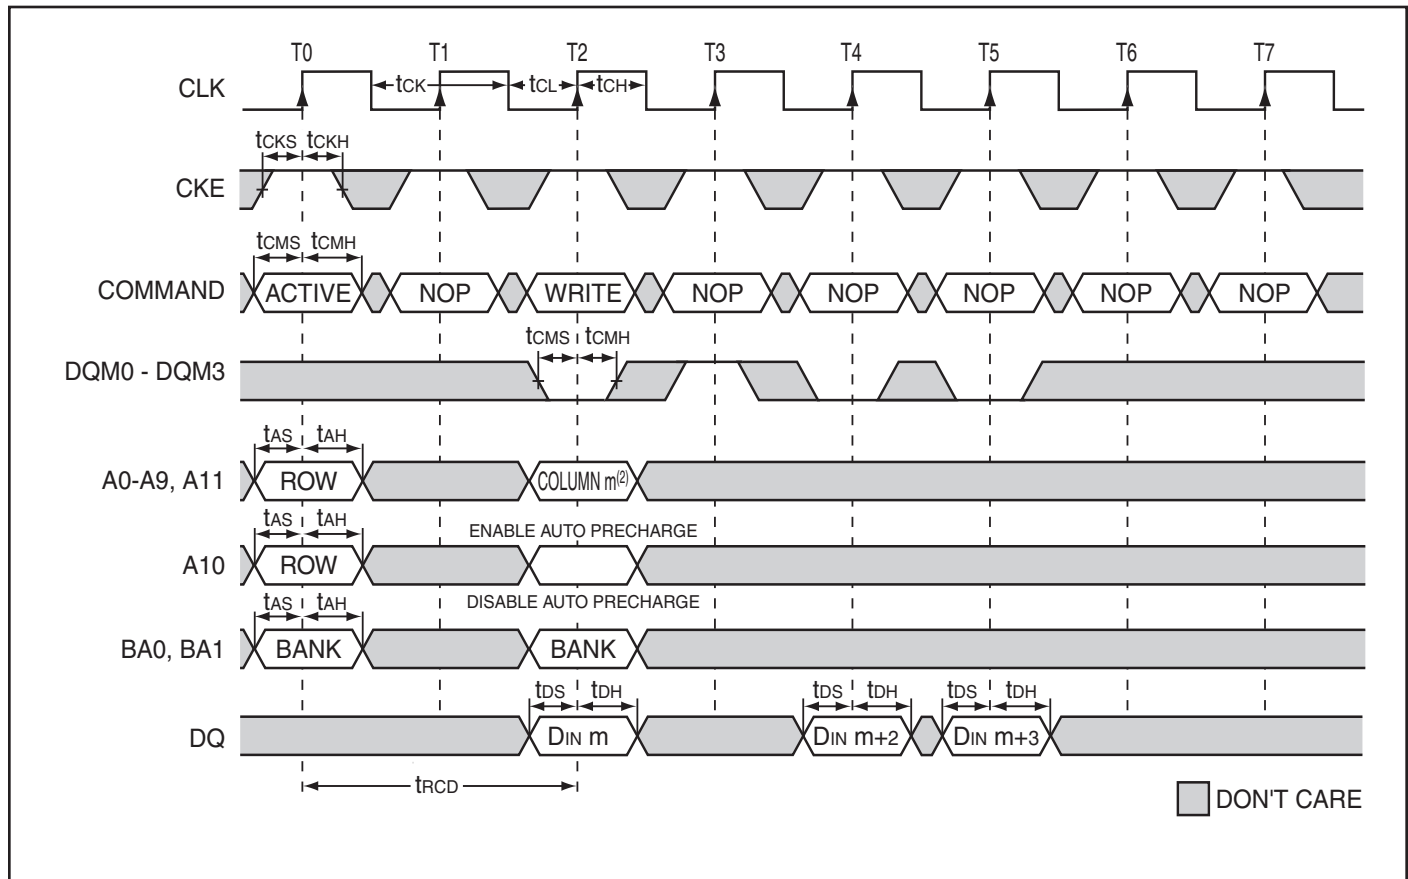 T0 T1 T2 T3 T4 T5 T6 T7
CLK tCK tCL tCH
tCKS tCKH
CKE
tCMS tCMH
COMMAND ACTIVE NOP WRITE NOP NOP NOP NOP NOP
tCMS tCMH
DQM0 - DQM3
tAS tAH
A0-A9, A11 ROW COLUMN m(2)
tAS tAH ENABLE AUTO PRECHARGE
A10 ROW
tAS tAH DISABLE AUTO PRECHARGE
BA0, BA1 BANK BANK
tDS tDH tDS tDH tDS tDH
DQ DIN m DIN m+2 DIN m+3
tRCD
DON'T CARE